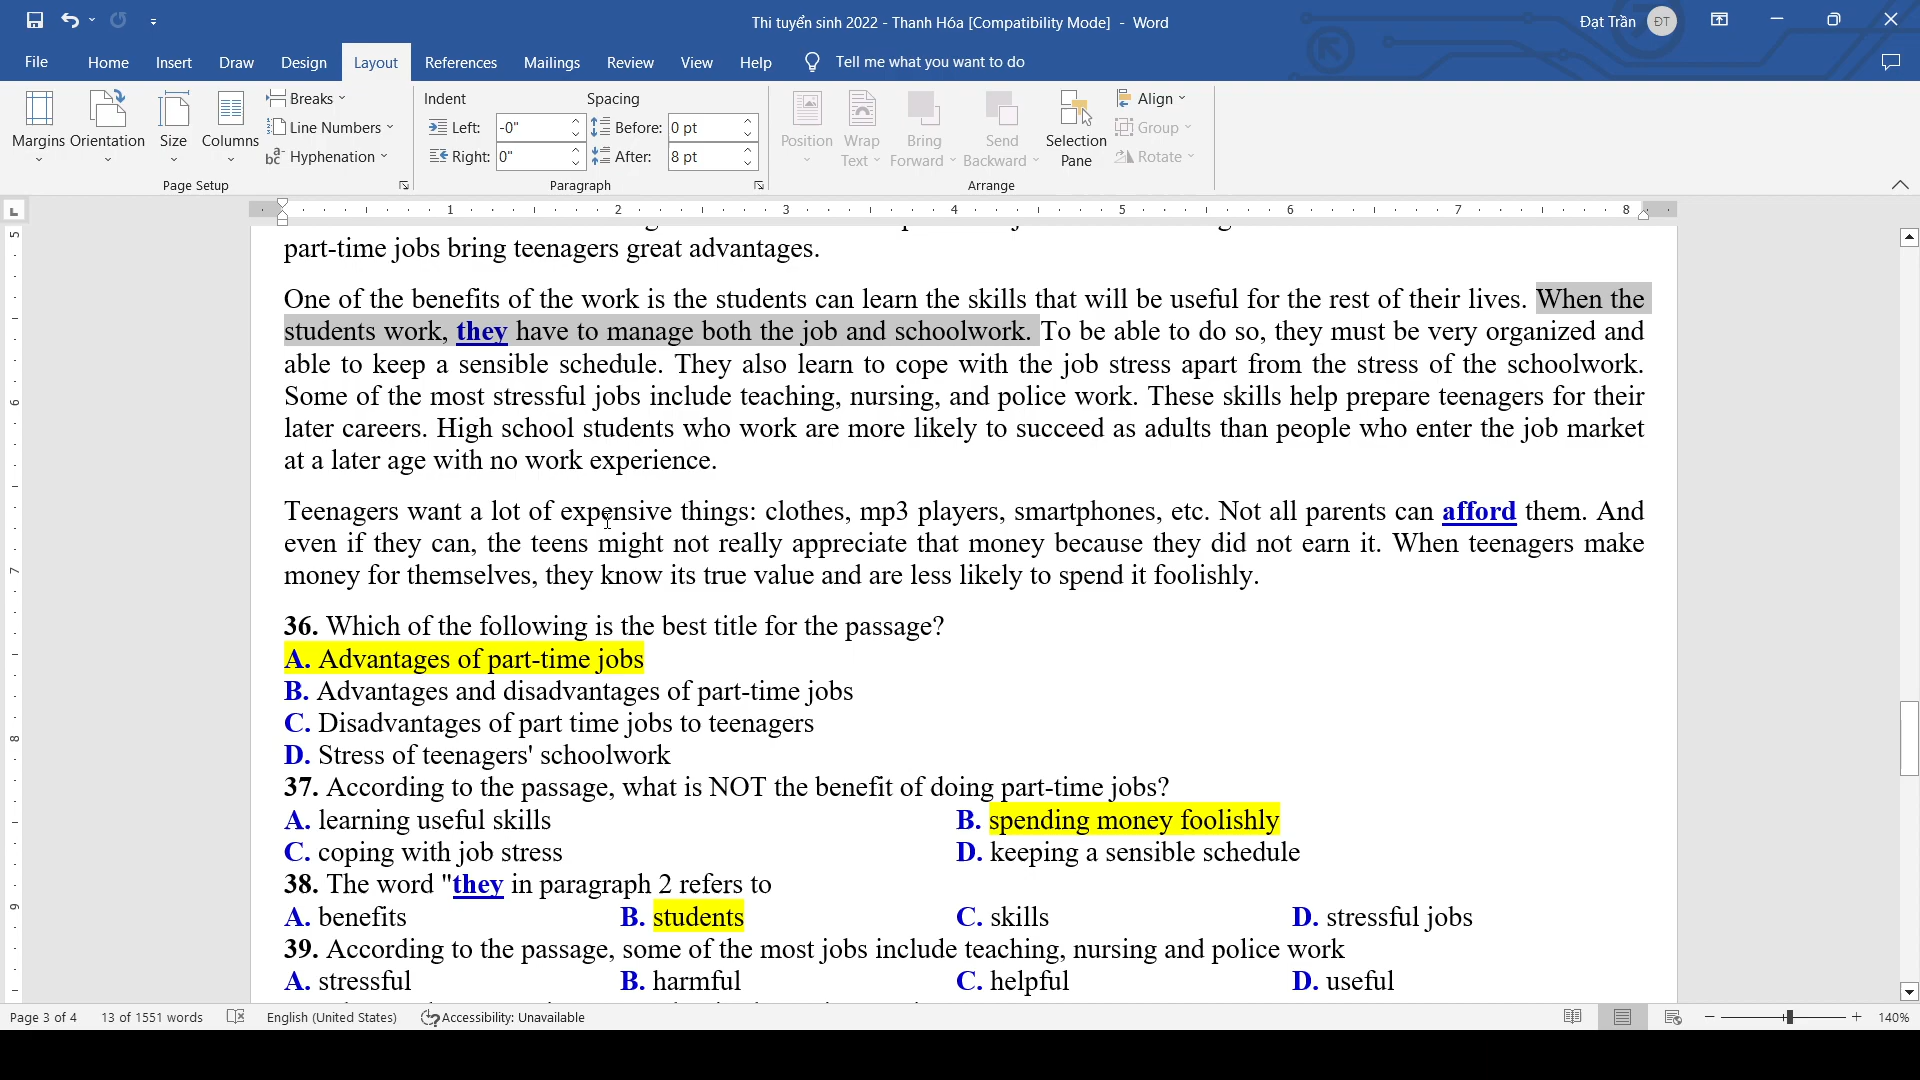 Thi tuyển sinh 2022 - Thanh Hóa [Compatibility Mode] - Word
Đạt Trần ĐT
File Home Insert Draw Design Layout References Mailings Review View Help Tell me what you want to do
Margins Orientation Size Columns Breaks Line Numbers Hyphenation
Page Setup
Indent Spacing
Left: -0" Before: 0 pt
Right: 0" After: 8 pt
Paragraph
Position Wrap Text Bring Forward Send Backward Selection Pane Align Group Rotate
Arrange
1 2 3 4 5 6 7 8
part-time jobs bring teenagers great advantages.
One of the benefits of the work is the students can learn the skills that will be useful for the rest of their lives. When the
students work, they have to manage both the job and schoolwork. To be able to do so, they must be very organized and
able to keep a sensible schedule. They also learn to cope with the job stress apart from the stress of the schoolwork.
Some of the most stressful jobs include teaching, nursing, and police work. These skills help prepare teenagers for their
later careers. High school students who work are more likely to succeed as adults than people who enter the job market
at a later age with no work experience.
Teenagers want a lot of expensive things: clothes, mp3 players, smartphones, etc. Not all parents can afford them. And
even if they can, the teens might not really appreciate that money because they did not earn it. When teenagers make
money for themselves, they know its true value and are less likely to spend it foolishly.
36. Which of the following is the best title for the passage?
A. Advantages of part-time jobs
B. Advantages and disadvantages of part-time jobs
C. Disadvantages of part time jobs to teenagers
D. Stress of teenagers' schoolwork
37. According to the passage, what is NOT the benefit of doing part-time jobs?
A. learning useful skills B. spending money foolishly
C. coping with job stress D. keeping a sensible schedule
38. The word "they in paragraph 2 refers to
A. benefits B. students C. skills D. stressful jobs
39. According to the passage, some of the most jobs include teaching, nursing and police work
A. stressful B. harmful C. helpful D. useful
5
6
7
8
9
Page 3 of 4 13 of 1551 words English (United States) Accessibility: Unavailable 140%